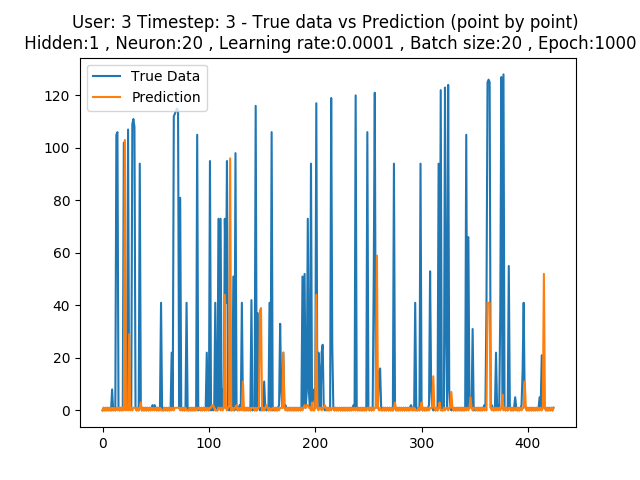 User: 3 Timestep: 3 - True data vs Prediction (point by point)
Hidden:1 , Neuron:20 , Learning rate:0.0001 , Batch size:20 , Epoch:1000
True Data
Prediction
120
100
80
60
40
20
0
0 100 200 300 400